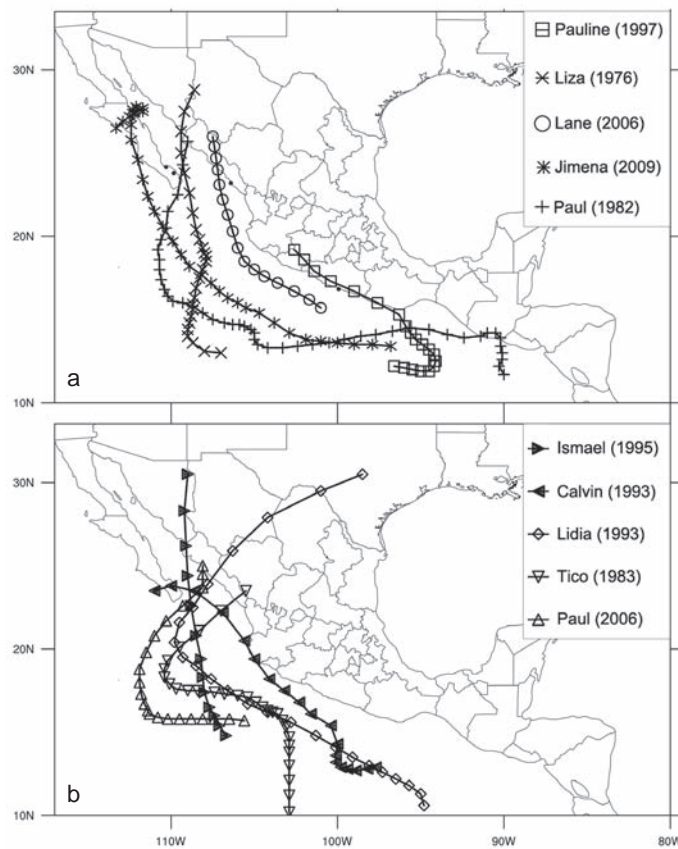 Pauline (1997)
Liza (1976)
Lane (2006)
Jimena (2009)
Paul (1982)
30N
20N
10N
a
Ismael (1995)
Calvin (1993)
Lidia (1993)
Tico (1983)
Paul (2006)
30N
20N
10N
b
110W 100W 90W 80W